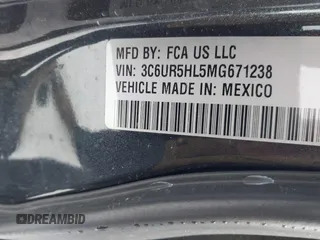 MFD BY: FCA US LLC
VIN: 3C6UR5HL5MG671238
VEHICLE MADE IN: MEXICO
DREAMBID